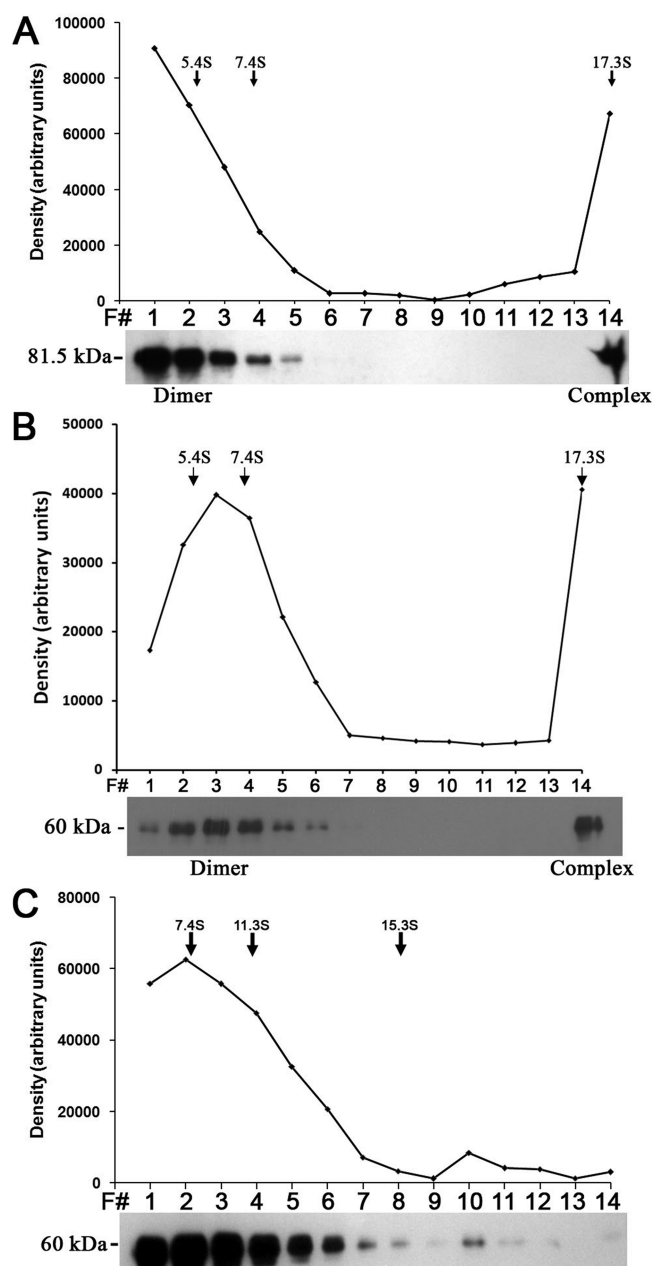 A
100000
80000
60000
40000
20000
0
Density (arbitrary units)
5.4S 7.4S 17.3S
F# 1 2 3 4 5 6 7 8 9 10 11 12 13 14
81.5 kDa-
Dimer Complex
B
50000
40000
30000
20000
10000
0
Density (arbitrary units)
5.4S 7.4S 17.3S
F# 1 2 3 4 5 6 7 8 9 10 11 12 13 14
60 kDa -
Dimer Complex
C
80000
60000
40000
20000
0
Density (arbitrary units)
7.4S 11.3S 15.3S
F# 1 2 3 4 5 6 7 8 9 10 11 12 13 14
60 kDa-